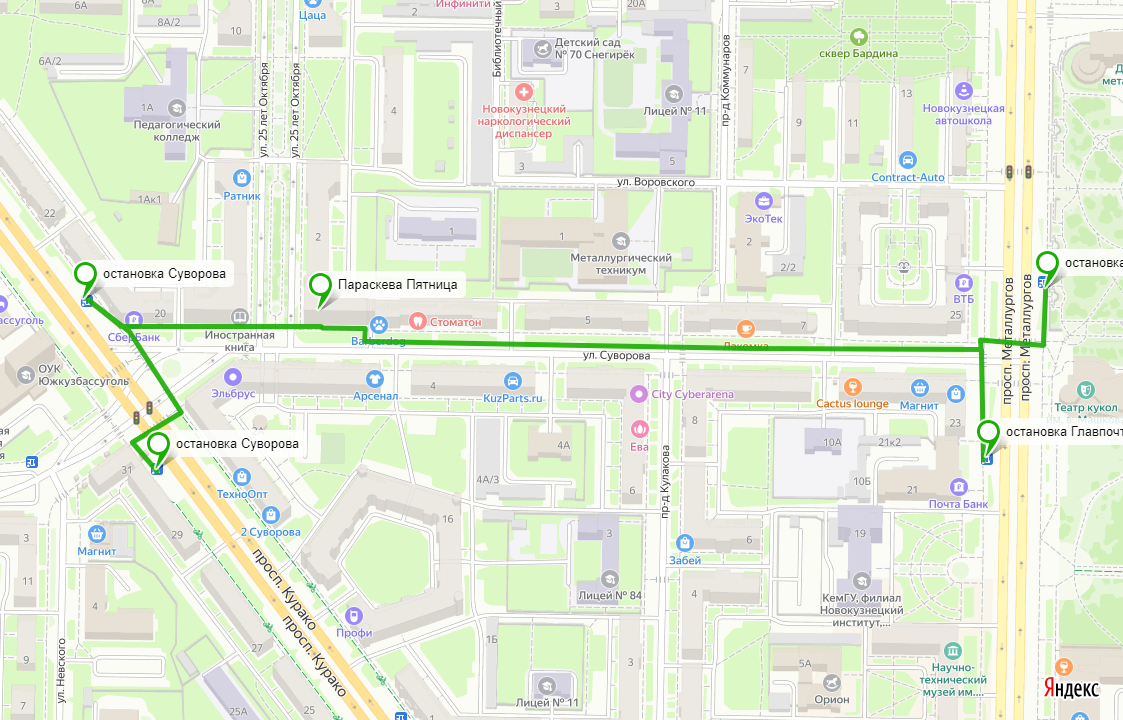 Инфинити
20А
3
5
8А/2
Цаца
10
6А/2
Библиотечный
Детский сад
№ 70 Снегирёк
сквер Бардина
1А
Педагогический
колледж
ул. 25 лет Октября
ул. 25 лет Октября
4
Новокузнецкий
наркологический
диспансер
Лицей № 11
пр-д Коммунаров
7
9
11
13
Новокузнецкая
автошкола
3
5
Contract-Auto
ул. Воровского
Ратник
1Ак1
22
2
1
1
Металлургический
техникум
ЭкоТек
2
2/2
остановка Суворова
Параскева Пятница
остановка
ВТБ
25
просп. Металлургов
просп. Металлургов
СберБанк
Иностранная
книга
Стоматон
5
7
ул. Суворова
ОУК
Южкузбассуголь
Эльбрус
Арсенал
4
KuzParts.ru
City Cyberarena
Cactus lounge
Магнит
Театр кукол
остановка Суворова
31
4А
Ева
10А
21к2
остановка Главпочт
ТехноОпт
4А/3
6
пр-д Кулакова
10Б
21
Почта Банк
2 Суворова
16
29
Магнит
3
11
4
просп. Курако
просп. Курако
27
25А
Профи
3
Лицей № 84
Забей
6
4
19
КемГУ, филиал
Новокузнецкий
институт,...
ул. Невского
1Б
Лицей № 11
3
5А
Орион
Научно-
технический
музей им....
Яндекс